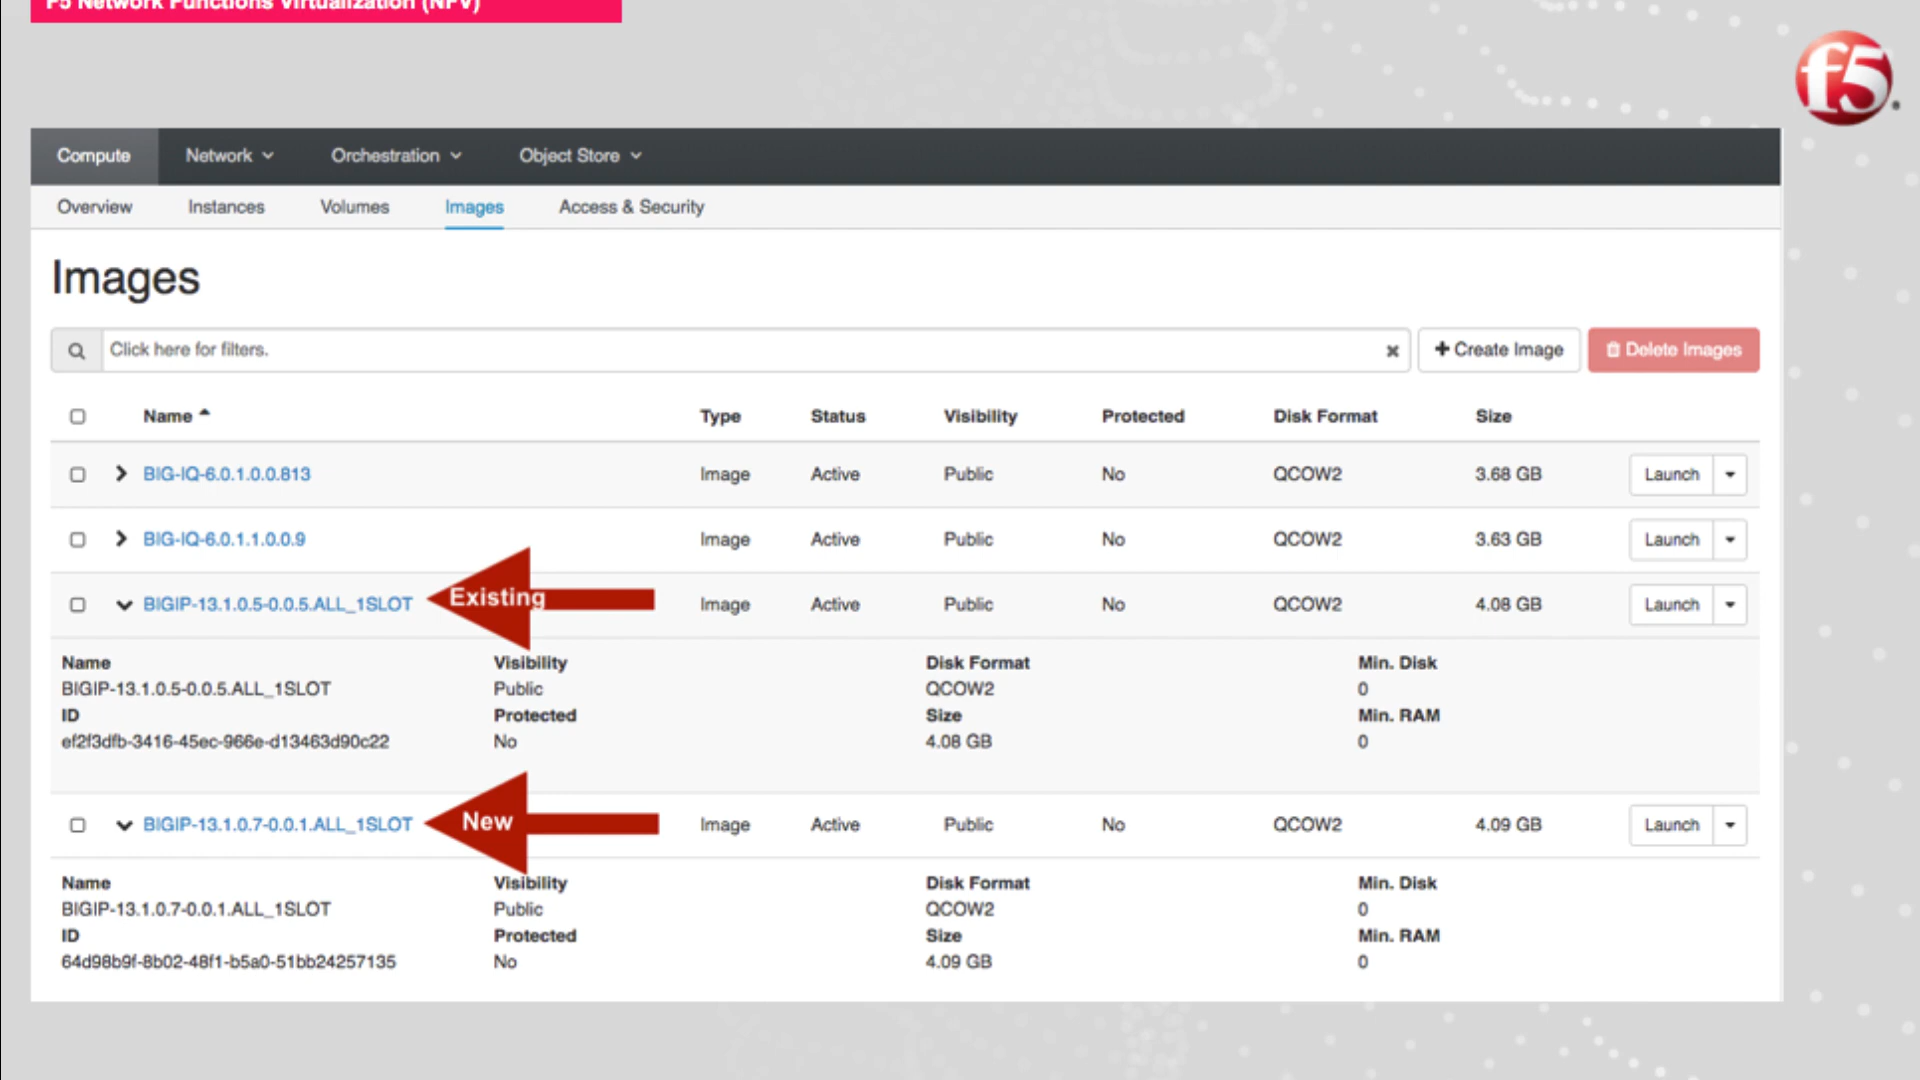 F5 Network Functions Virtualization (NFV)
f5.
Compute Network Orchestration Object Store
Overview Instances Volumes Images Access & Security
Images
Click here for filters. + Create Image Delete Images
Name Type Status Visibility Protected Disk Format Size
BIG-IQ-6.0.1.0.0.813 Image Active Public No QCOW2 3.68 GB Launch
BIG-IQ-6.0.1.1.0.0.9 Image Active Public No QCOW2 3.63 GB Launch
BIGIP-13.1.0.5-0.0.5.ALL_1SLOT Existing Image Active Public No QCOW2 4.08 GB Launch
Name Visibility Disk Format Min. Disk
BIGIP-13.1.0.5-0.0.5.ALL_1SLOT Public QCOW2 0
ID Protected Size Min. RAM
ef2f3dfb-3416-45ec-966e-d13463d90c22 No 4.08 GB 0
BIGIP-13.1.0.7-0.0.1.ALL_1SLOT New Image Active Public No QCOW2 4.09 GB Launch
Name Visibility Disk Format Min. Disk
BIGIP-13.1.0.7-0.0.1.ALL_1SLOT Public QCOW2 0
ID Protected Size Min. RAM
64d98b9f-8b02-48f1-b5a0-51bb24257135 No 4.09 GB 0